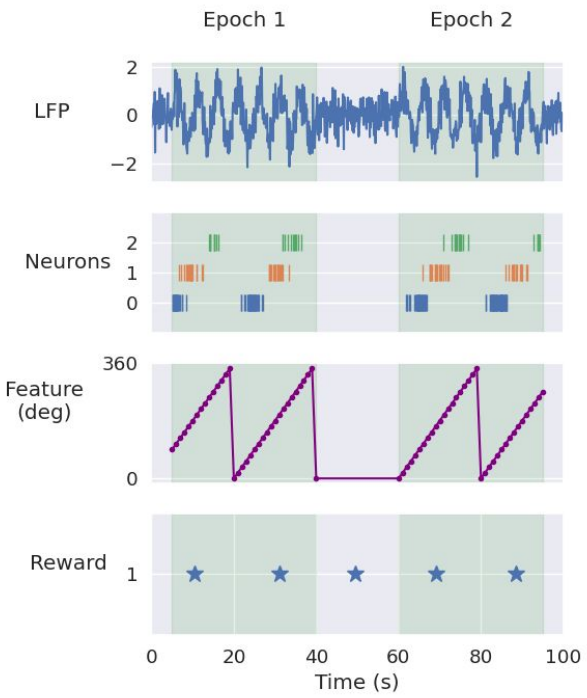 Epoch 1
Epoch 2
LFP
2
0
−2
Neurons
2
1
0
Feature
(deg)
360
0
Reward
1
0
20
40
60
80
100
Time (s)